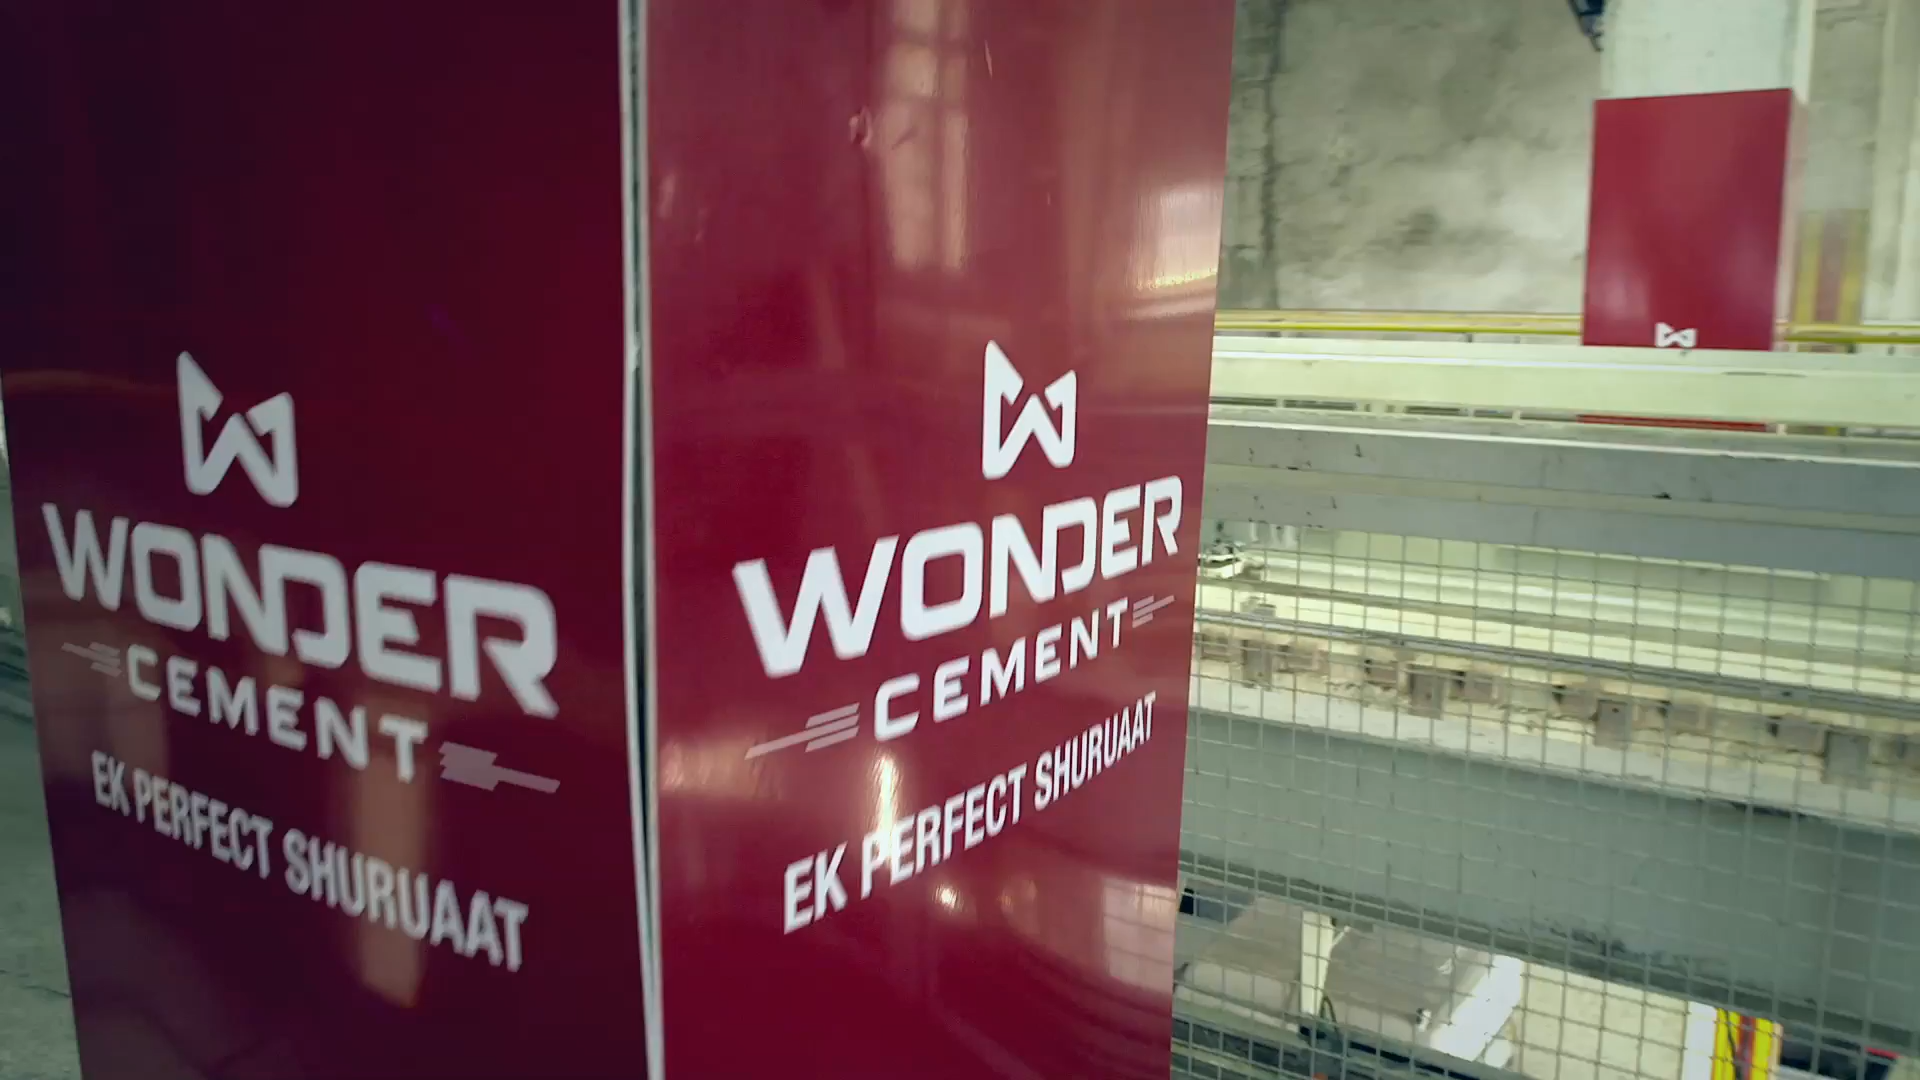 WONDER
CEMENT
EK PERFECT SHURUAAT
WONDER
CEMENT
EK PERFECT SHURUAAT